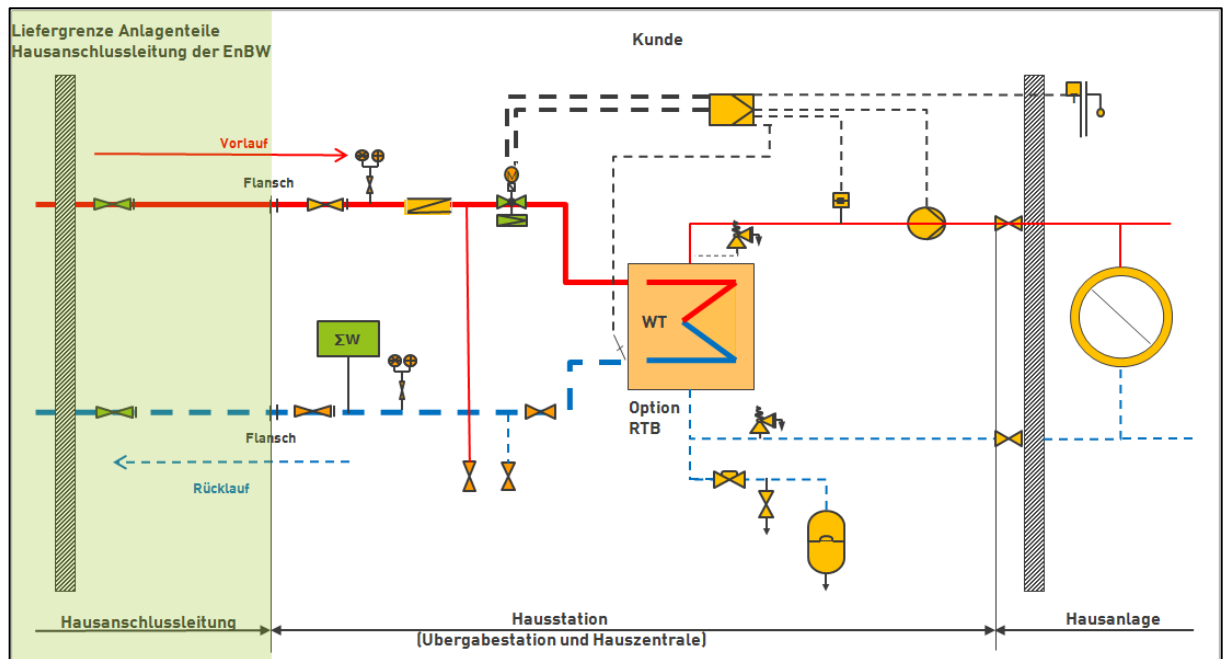 Liefergrenze Anlagenteile
Hausanschlussleitung der EnBW
Kunde
Vorlauf
Flansch
M
ΣW
WT
Option
RTB
Flansch
Rücklauf
Hausanschlussleitung
Hausstation
(Übergabestation und Hauszentrale)
Hausanlage